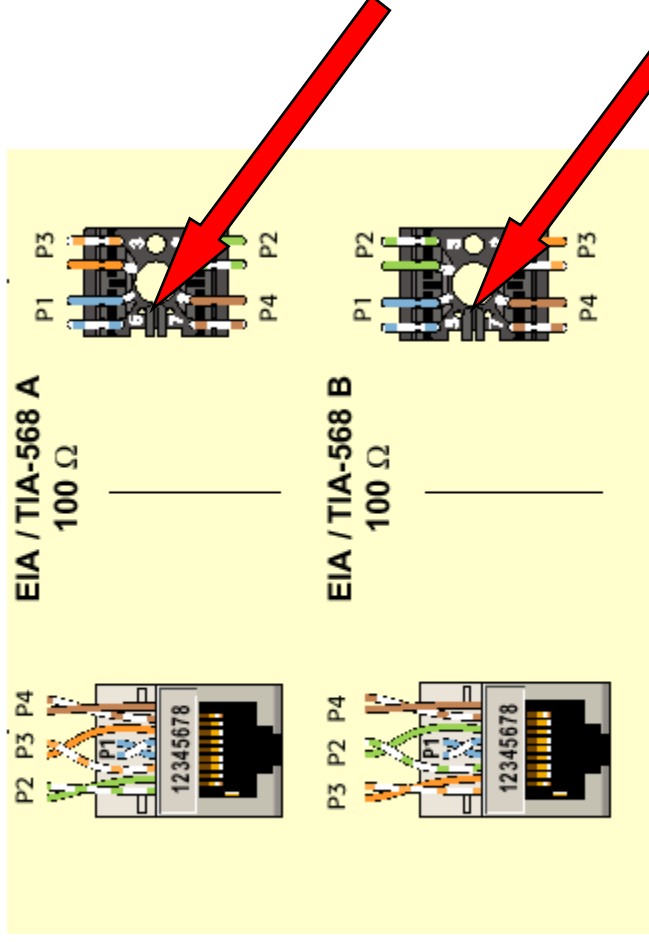 EIA / TIA-568 A
100 Ω
P2 P3 P4
P1
12345678
P1 P3
P4 P2
EIA / TIA-568 B
100 Ω
P3 P2 P4
P1
12345678
P1 P2
P4 P3